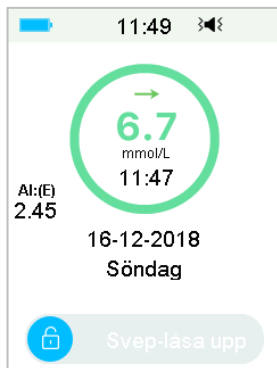 11:49
6.7
mmol/L
11:47
AI:(E)
2.45
16-12-2018
Söndag
Svep-låsa upp